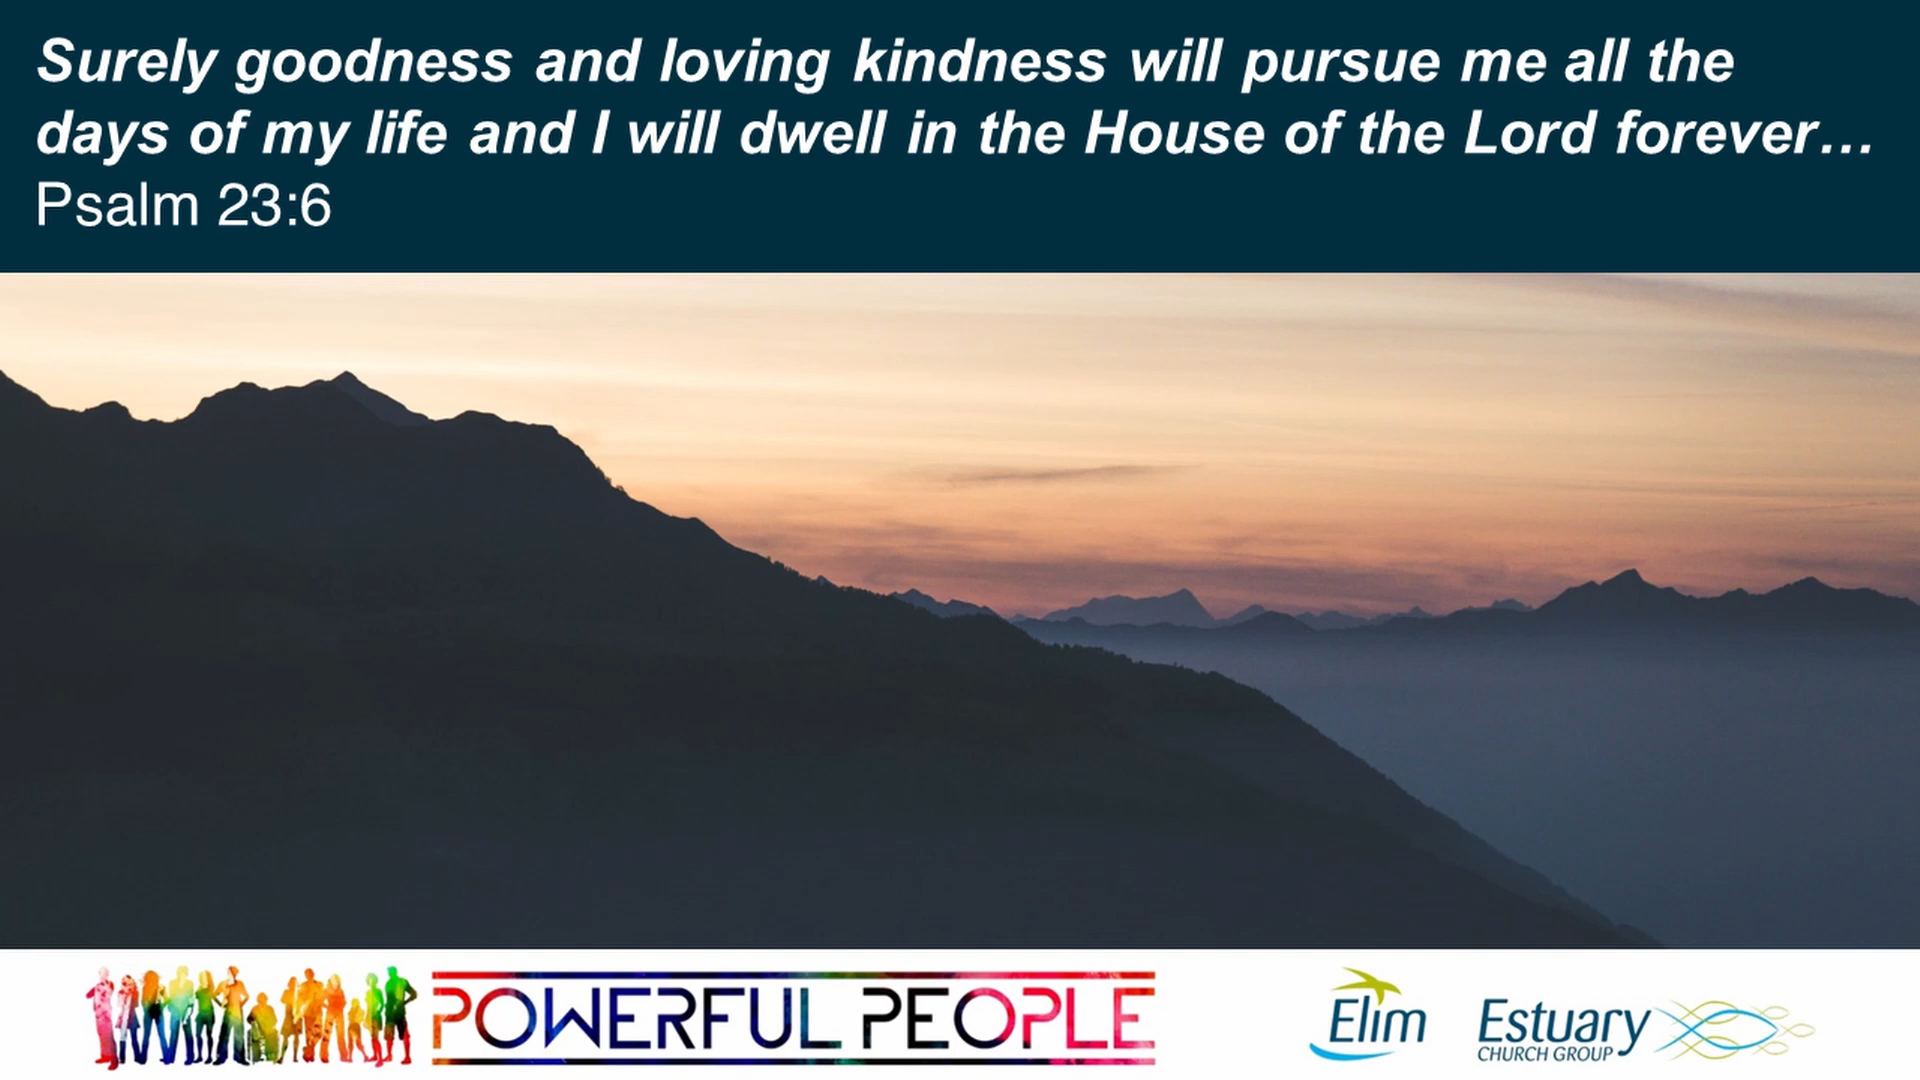 Surely goodness and loving kindness will pursue me all the
days of my life and I will dwell in the House of the Lord forever…
Psalm 23:6
POWERFUL PEOPLE
Elim
Estuary
CHURCH GROUP